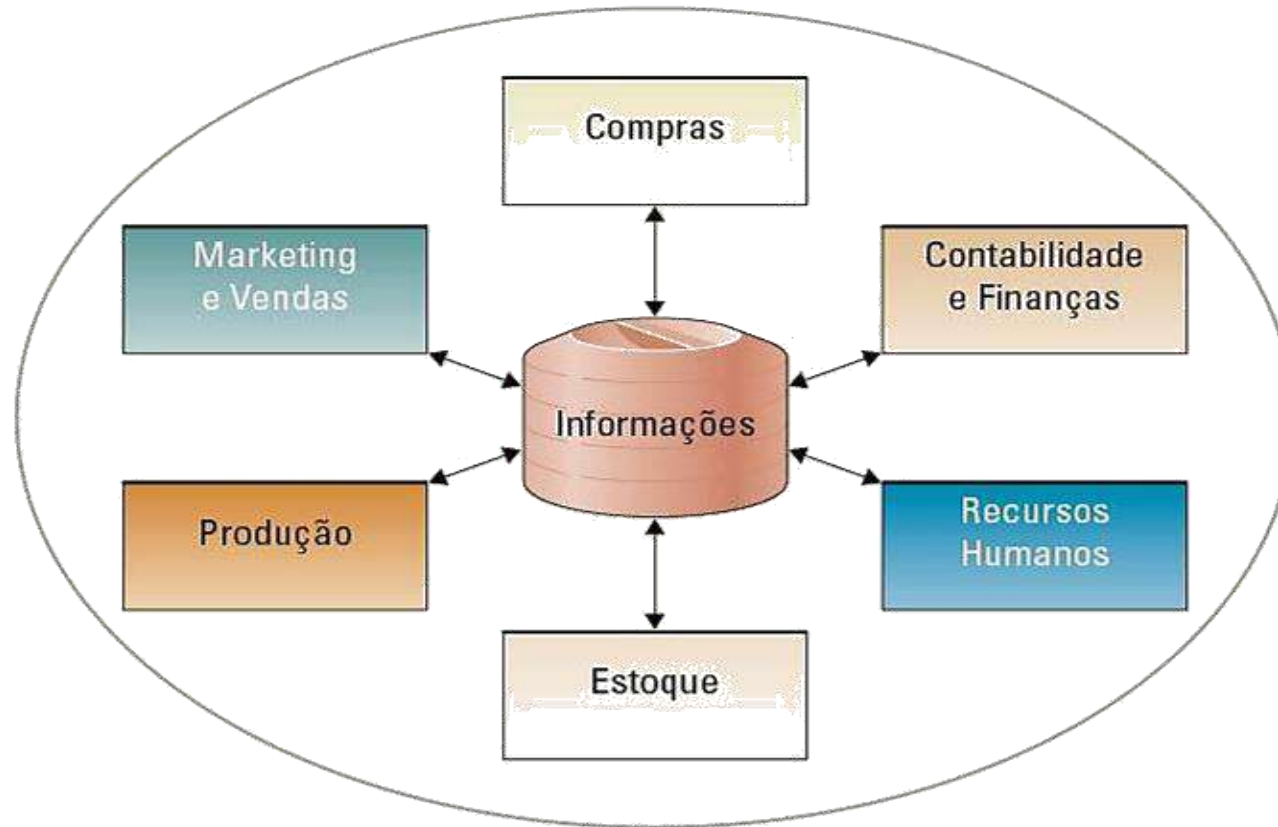 Compras
Marketing
e Vendas
Contabilidade
e Finanças
Informações
Produção
Recursos
Humanos
Estoque